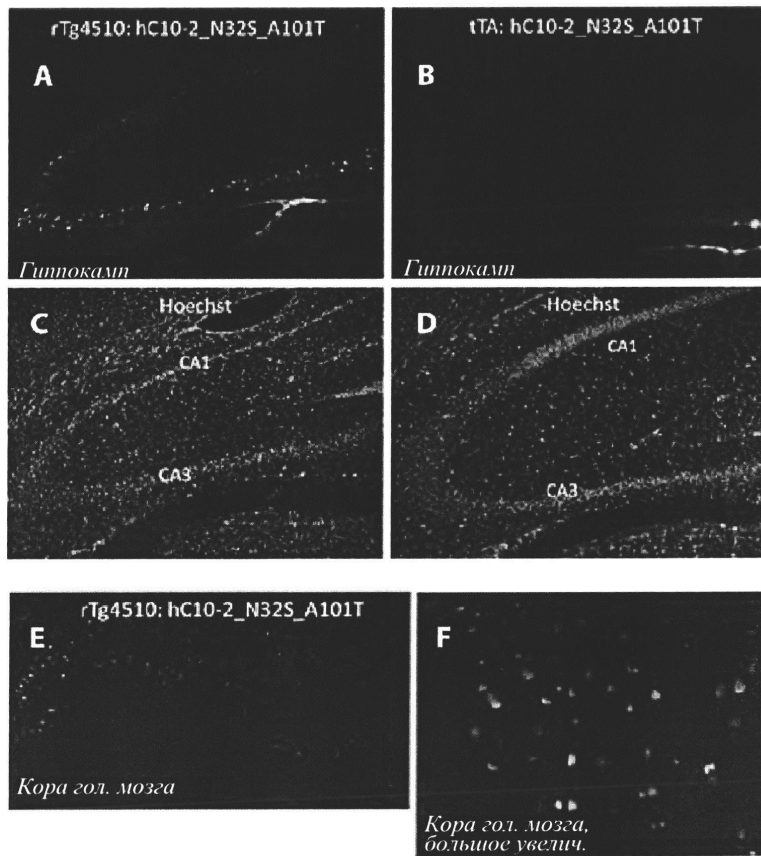 rTg4510: hC10-2_N32S_A101T
A
Гиппокамп
tTA: hC10-2_N32S_A101T
B
Гиппокамп
Hoechst
C
CA1
CA3
Hoechst
D
CA1
CA3
rTg4510: hC10-2_N32S_A101T
E
Кора гол. мозга
F
Кора гол. мозга,
большое увелич.